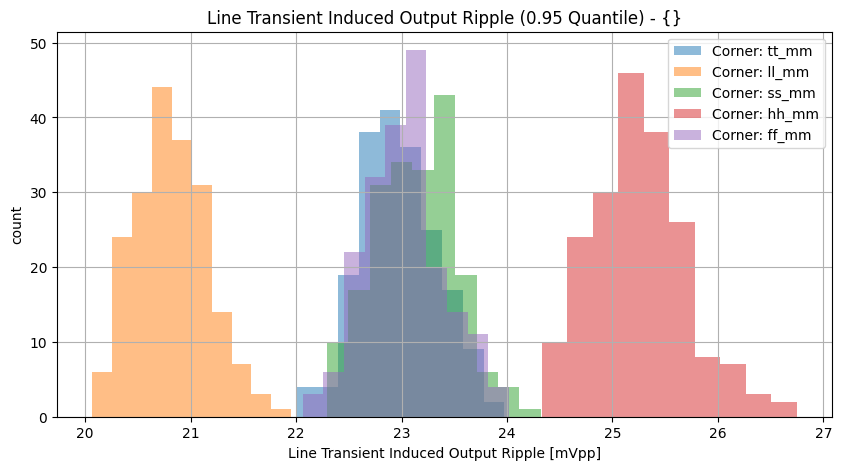 Line Transient Induced Output Ripple (0.95 Quantile) - {}
50
40
30
20
10
0
count
Corner: tt_mm
Corner: ll_mm
Corner: ss_mm
Corner: hh_mm
Corner: ff_mm
20 21 22 23 24 25 26 27
Line Transient Induced Output Ripple [mVpp]